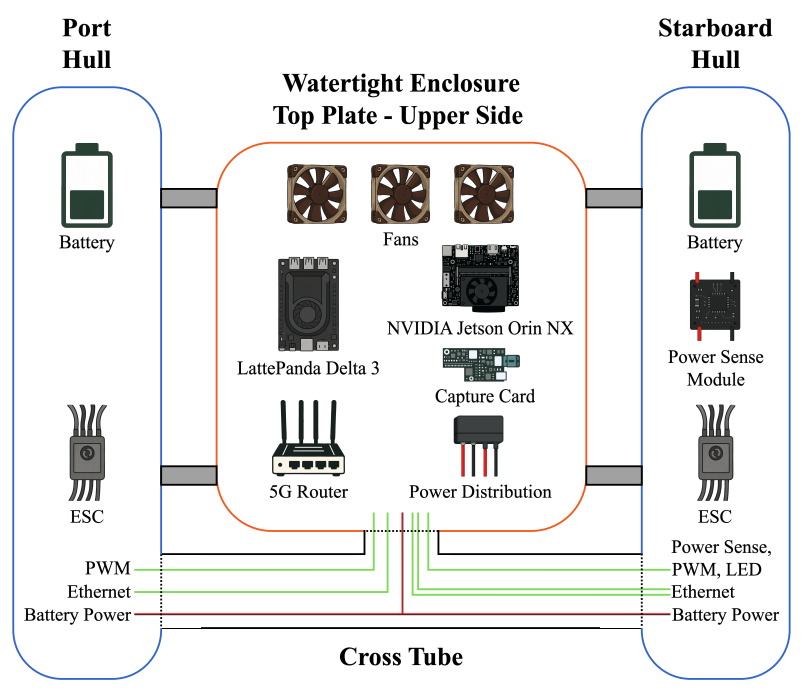 Port
Hull
Starboard
Hull
Watertight Enclosure
Top Plate - Upper Side
Battery
Fans
Battery
NVIDIA Jetson Orin NX
LattePanda Delta 3
Power Sense
Module
Capture Card
ESC
5G Router
Power Distribution
ESC
PWM
Ethernet
Battery Power
Power Sense,
PWM, LED
Ethernet
Battery Power
Cross Tube